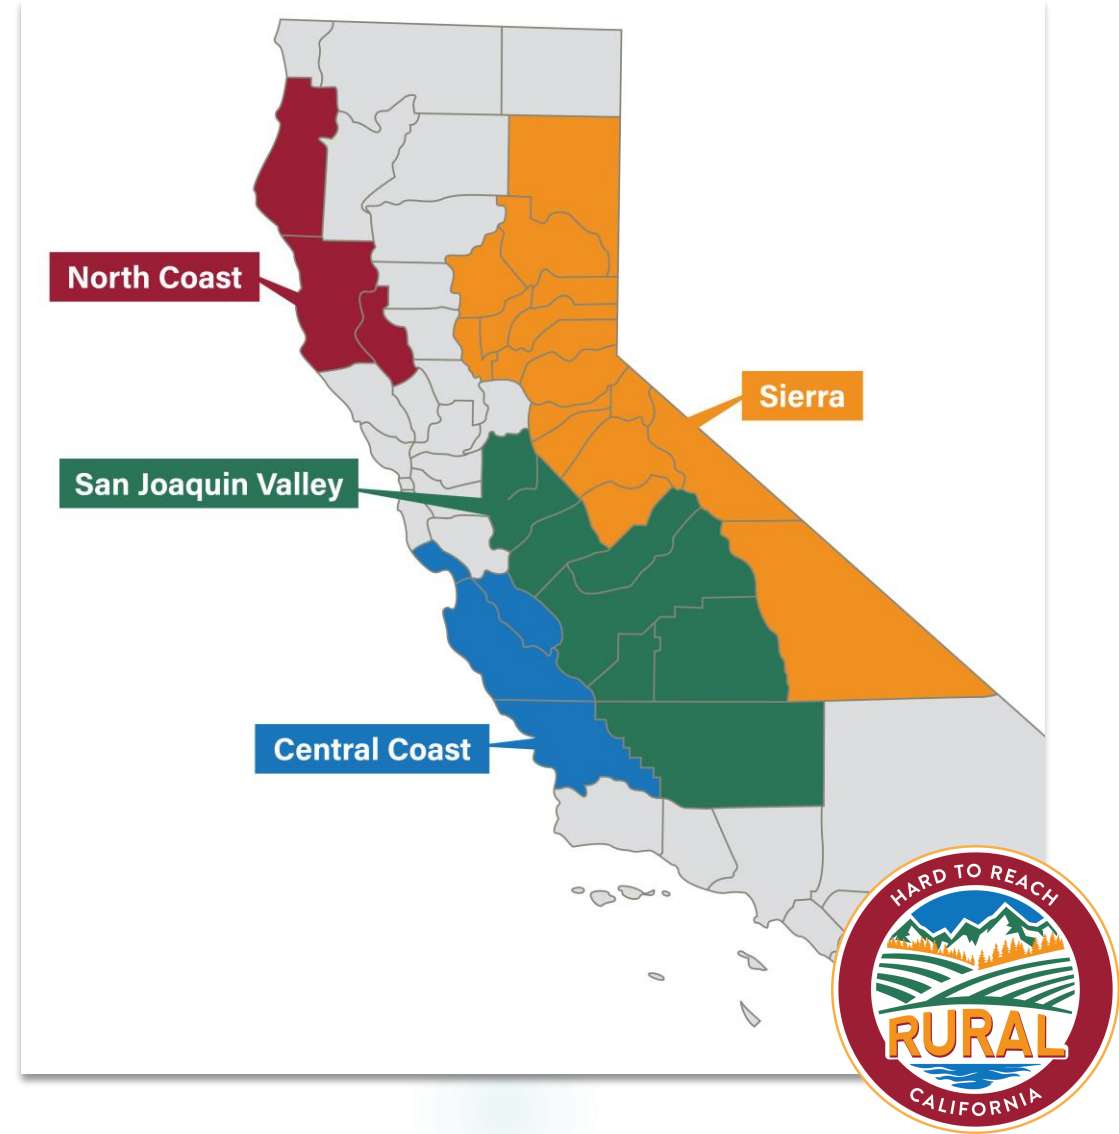 North Coast
Sierra
San Joaquin Valley
Central Coast
HARD TO REACH
RURAL
CALIFORNIA